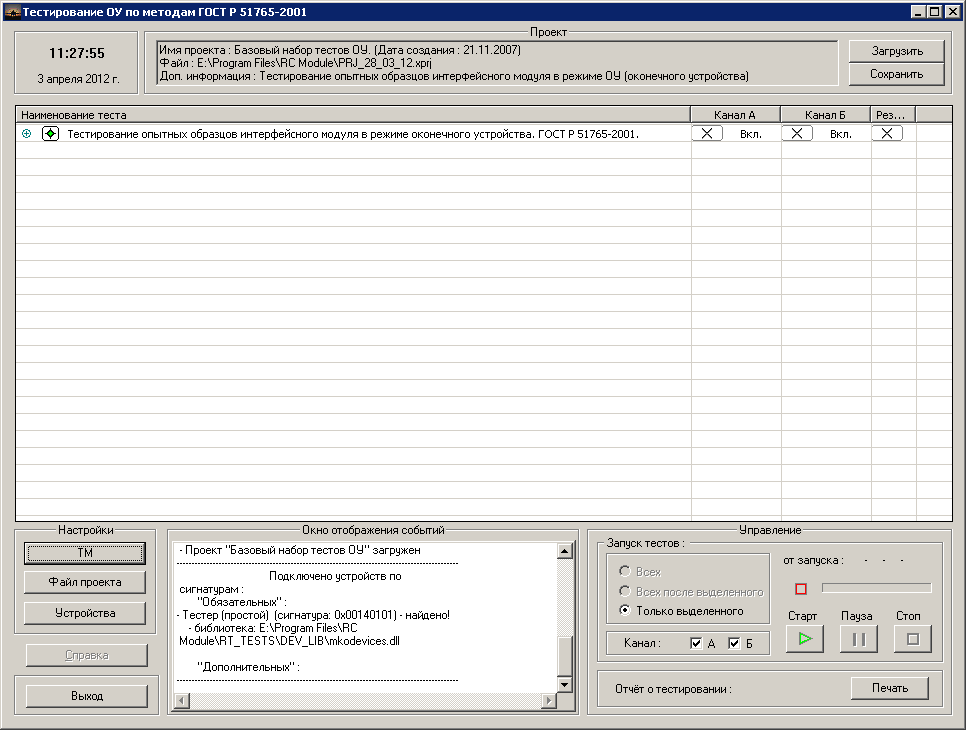 Тестирование ОУ по методам ГОСТ Р 51765-2001
11:27:55
3 апреля 2012 г.
Проект
Имя проекта : Базовый набор тестов ОУ. (Дата создания : 21.11.2007)
Файл : E:\Program Files\RC Module\PRJ_28_03_12.xprj
Доп. информация : Тестирование опытных образцов интерфейсного модуля в режиме ОУ (оконечного устройства)
Загрузить
Сохранить
Наименование теста Канал А Канал Б Рез...
Тестирование опытных образцов интерфейсного модуля в режиме оконечного устройства. ГОСТ Р 51765-2001. Вкл. Вкл.
Настройки
ТМ
Файл проекта
Устройства
Справка
Выход
Окно отображения событий
- Проект "Базовый набор тестов ОУ" загружен
--------------------------------------------------------------------------------
Подключено устройств по
сигнатурам :
"Обязательных" :
- Тестер (простой) (сигнатура: 0x00140101) - найдено!
- библиотека: E:\Program Files\RC
Module\RT_TESTS\DEV_LIB\mkodevices.dll
"Дополнительных" :
--------------------------------------------------------------------------------
Управление
Запуск тестов :
Всех
Всех после выделенного
Только выделенного
Канал : А Б
от запуска : - - -
Старт Пауза Стоп
Отчёт о тестировании :
Печать